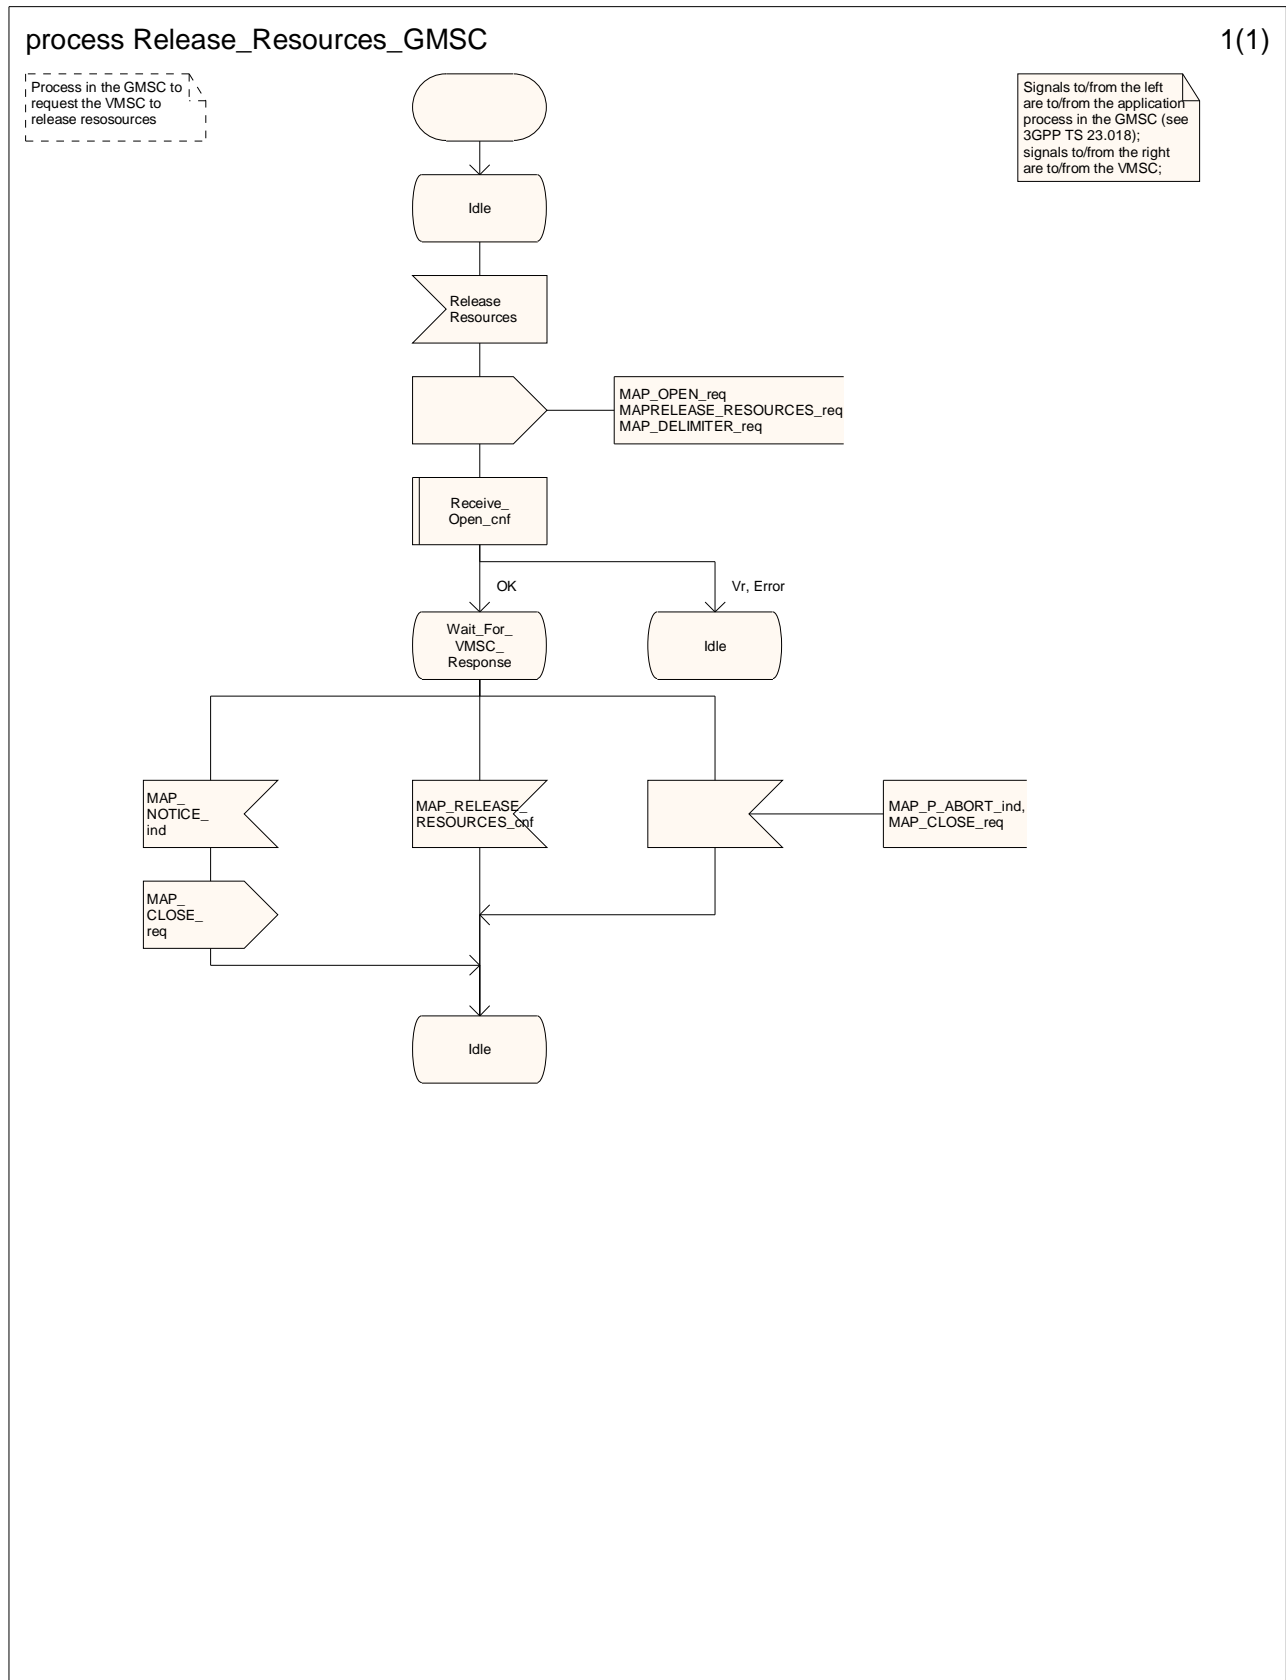 process Release_Resources_GMSC
1(1)
Process in the GMSC to
request the VMSC to
release resosources
Signals to/from the left
are to/from the application
process in the GMSC (see
3GPP TS 23.018);
signals to/from the right
are to/from the VMSC;
Idle
Release
Resources
MAP_OPEN_req
MAPRELEASE_RESOURCES_req
MAP_DELIMITER_req
Receive_
Open_cnf
OK
Vr, Error
Wait_For_
VMSC_
Response
Idle
MAP_
NOTICE_
ind
MAP_RELEASE_
RESOURCES_cnf
MAP_P_ABORT_ind,
MAP_CLOSE_req
MAP_
CLOSE_
req
Idle